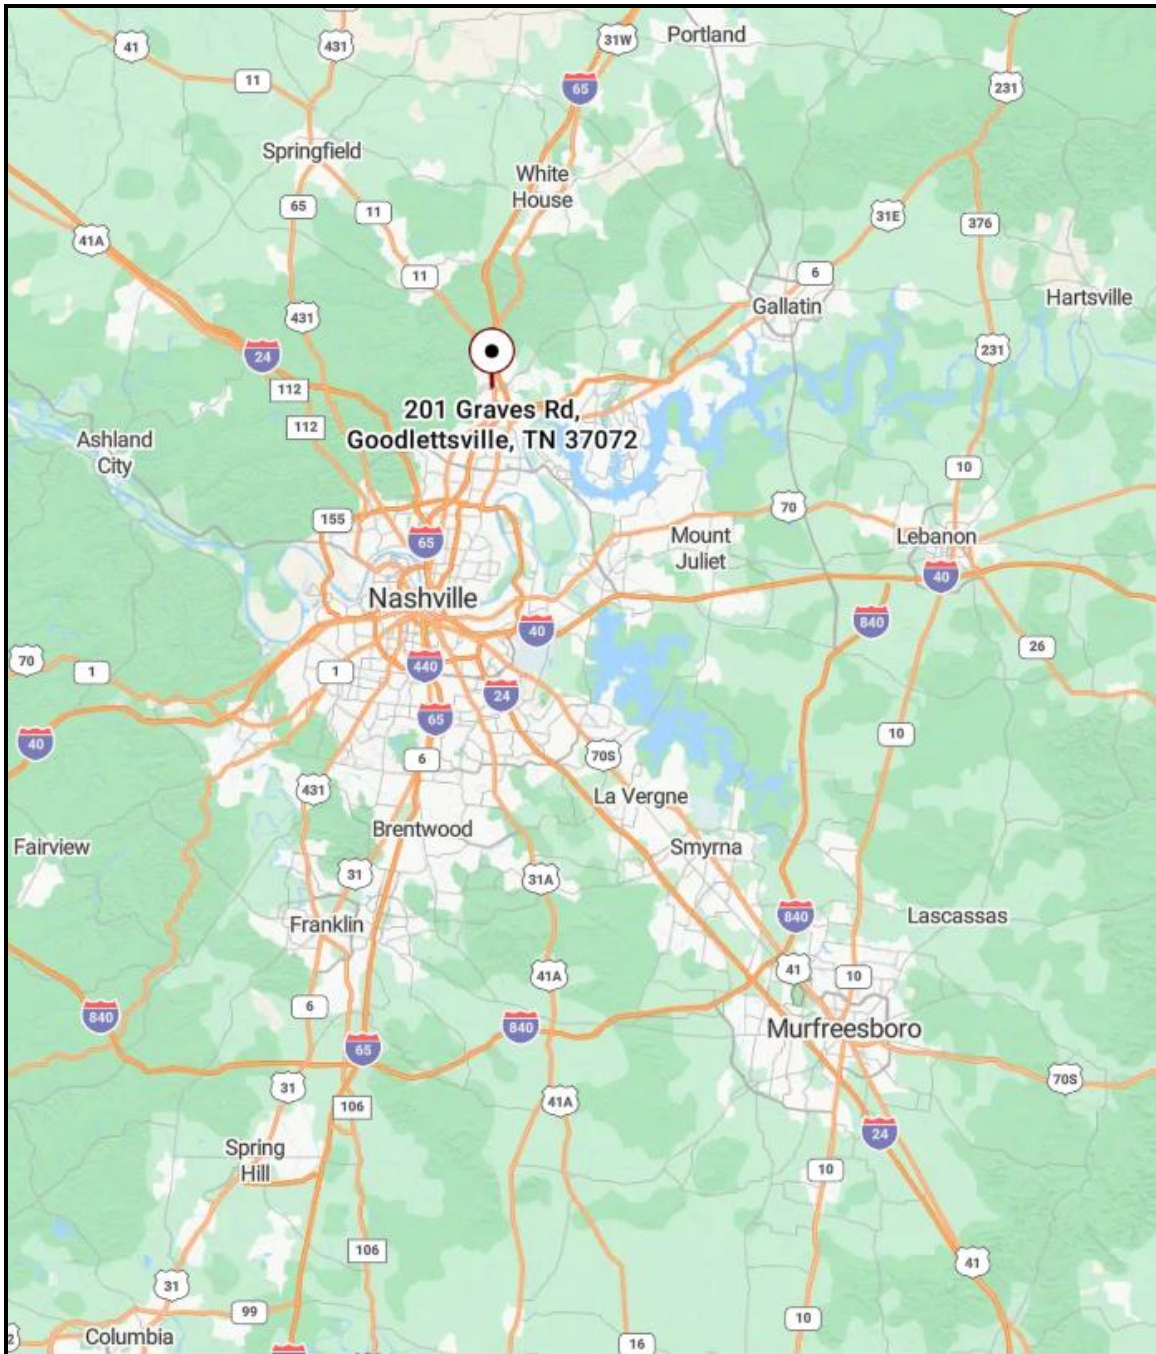 Portland
31W
41
431
11
65
231
Springfield
White
House
65
11
31E
376
41A
11
6
Hartsville
Gallatin
431
24
231
112
201 Graves Rd,
Goodlettsville, TN 37072
112
Ashland
City
10
70
155
65
Mount
Juliet
Lebanon
40
Nashville
40
840
26
70
1
1
440
24
65
40
10
6
70S
431
La Vergne
Brentwood
Fairview
Smyrna
31
31A
Franklin
840
Lascassas
41A
41
10
6
840
840
Murfreesboro
65
31
70S
106
41A
24
Spring
Hill
10
106
41
31
99
10
Columbia
16